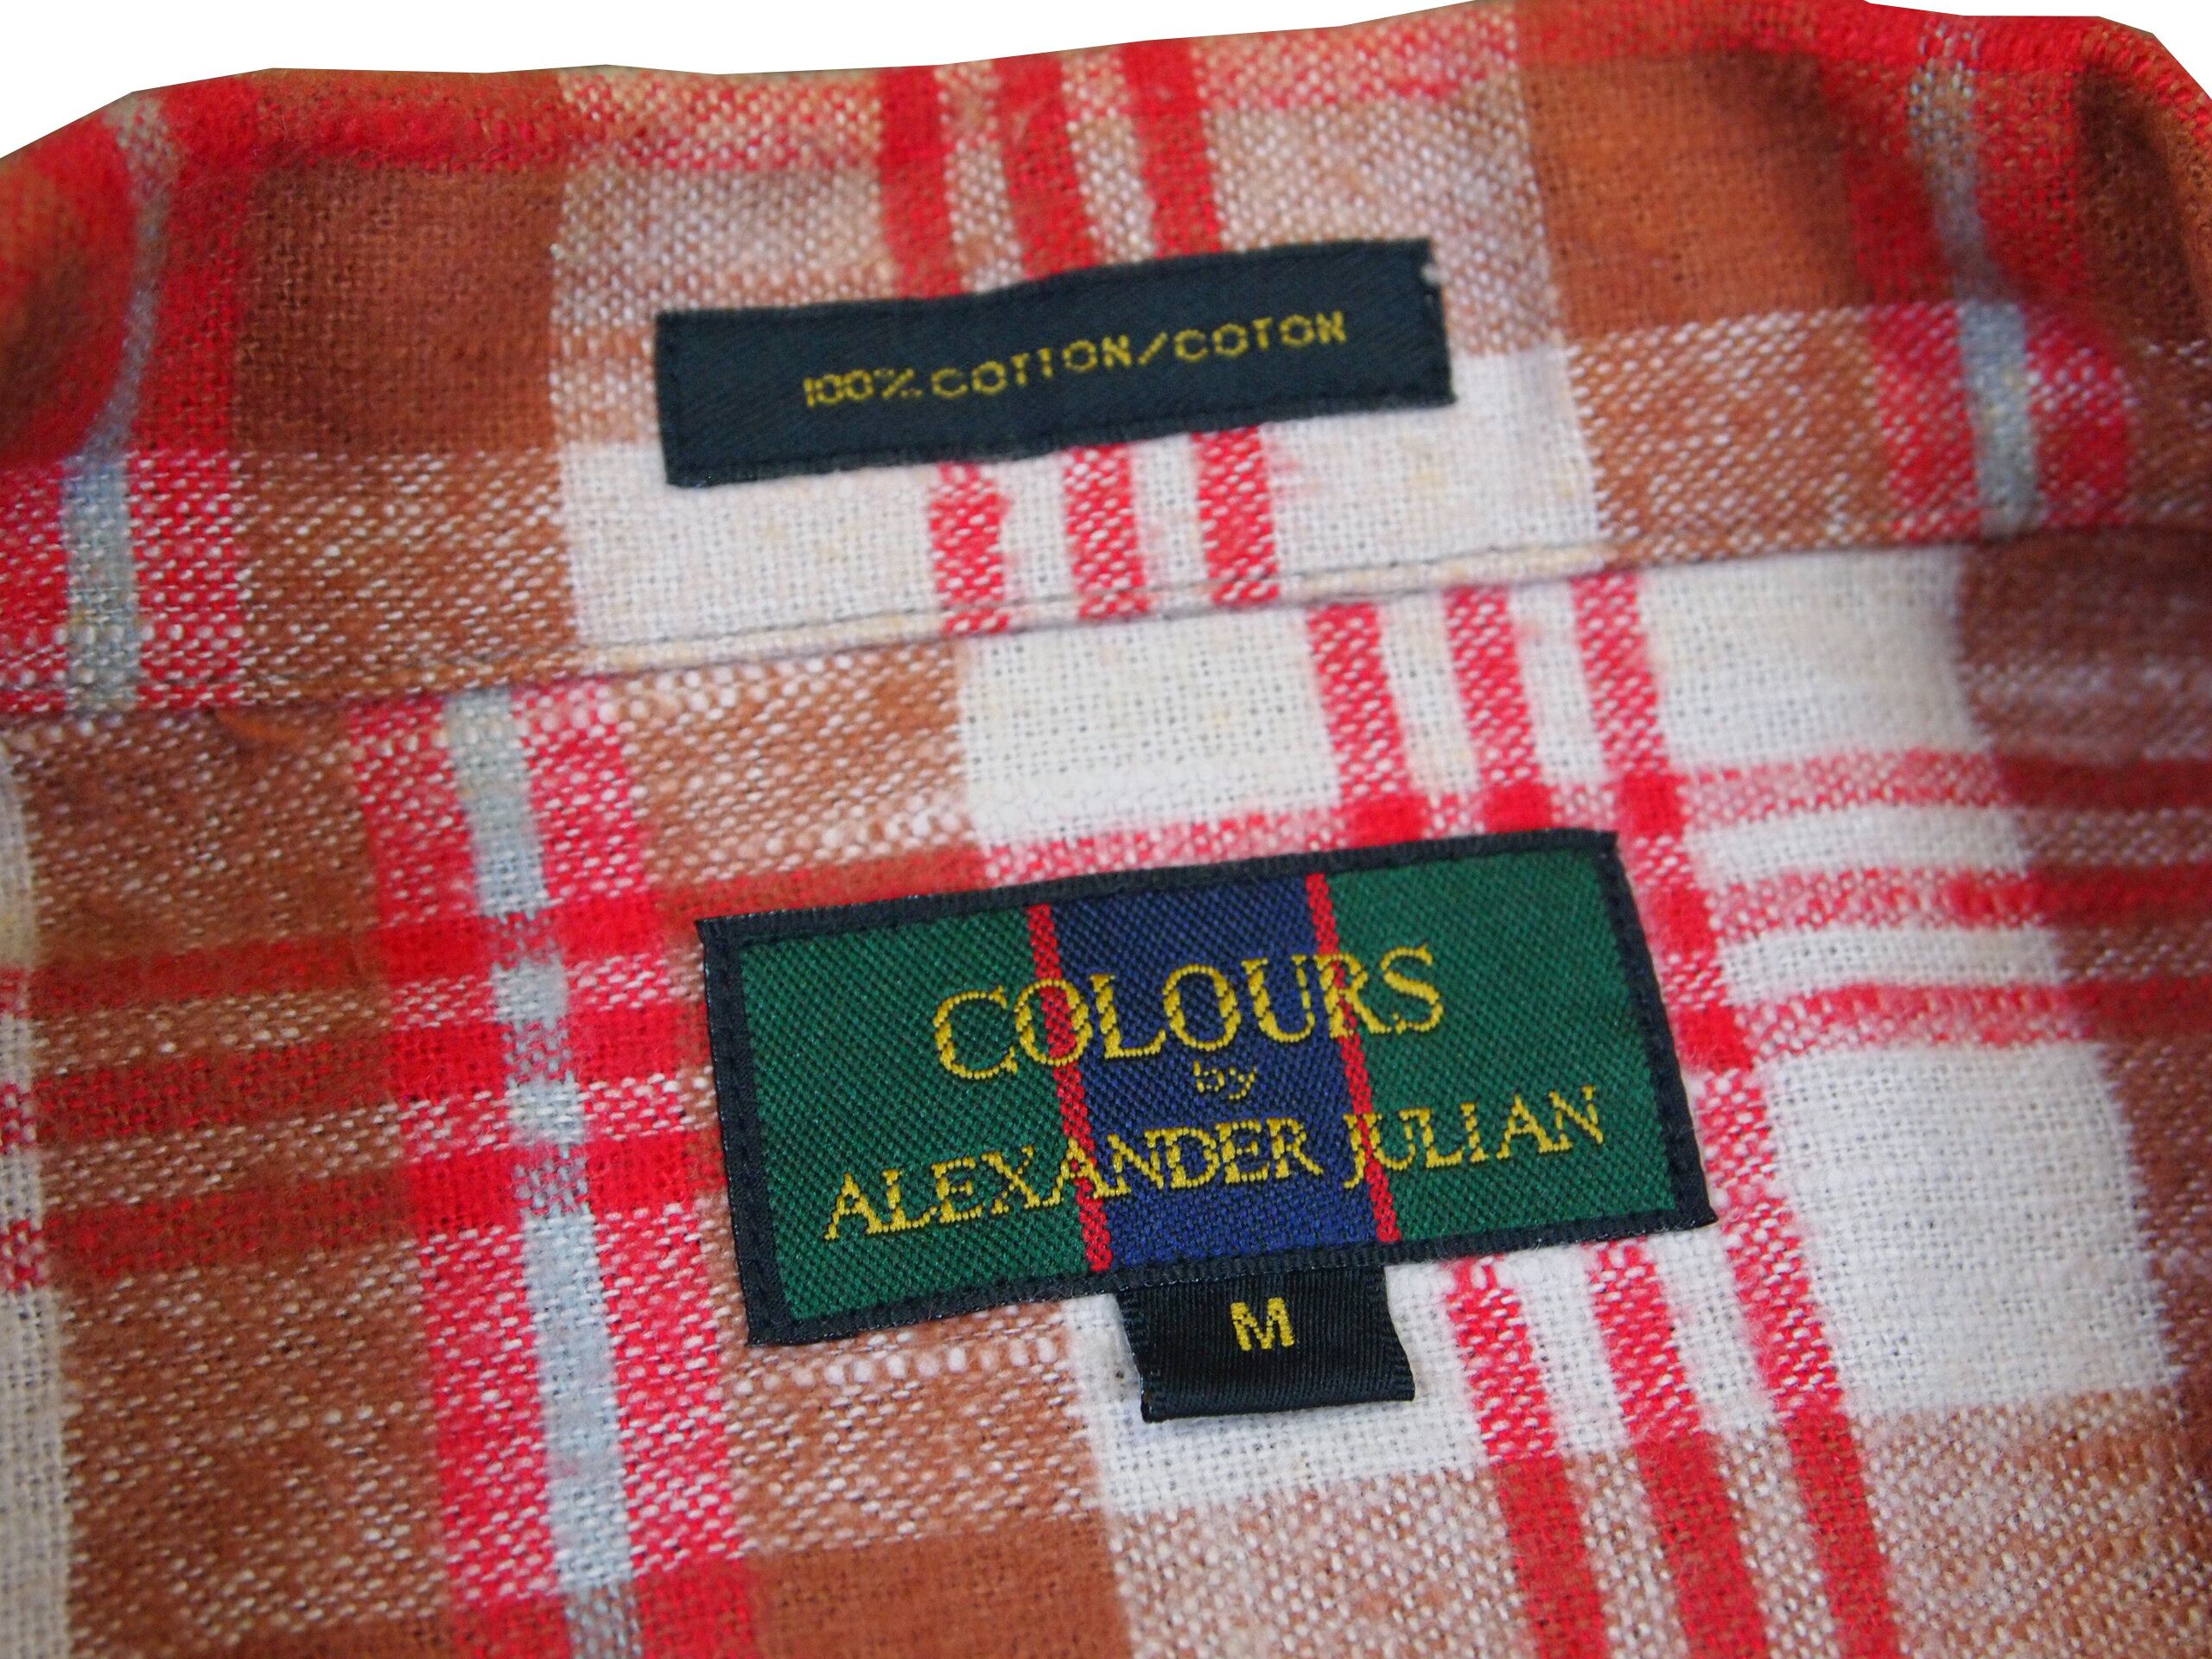 100% COTTON/COTON
COLOURS
by
ALEXANDER JULIAN
M